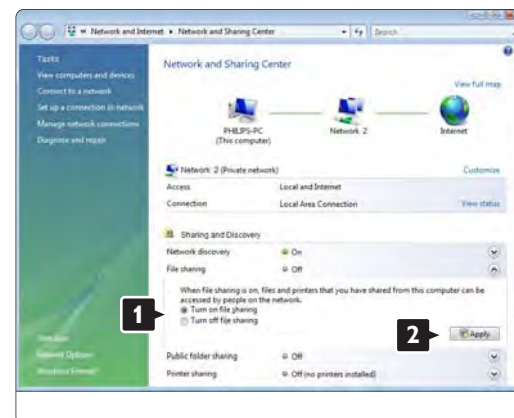 Network and Internet ▸ Network and Sharing Center
Search
Tasks
View computers and devices
Connect to a network
Set up a connection or network
Manage network connections
Diagnose and repair
Network and Sharing Center
View full map
PHILIPS-PC
(This computer)
Network 2
Internet
Network 2 (Private network)
Customize
Access
Local and Internet
Connection
Local Area Connection
View status
Sharing and Discovery
Network discovery
On
File sharing
Off
When file sharing is on, files and printers that you have shared from this computer can be
accessed by people on the network.
Turn on file sharing
Turn off file sharing
1
2
Apply
Public folder sharing
Off
Printer sharing
Off (no printers installed)
Internet Options
Windows Firewall